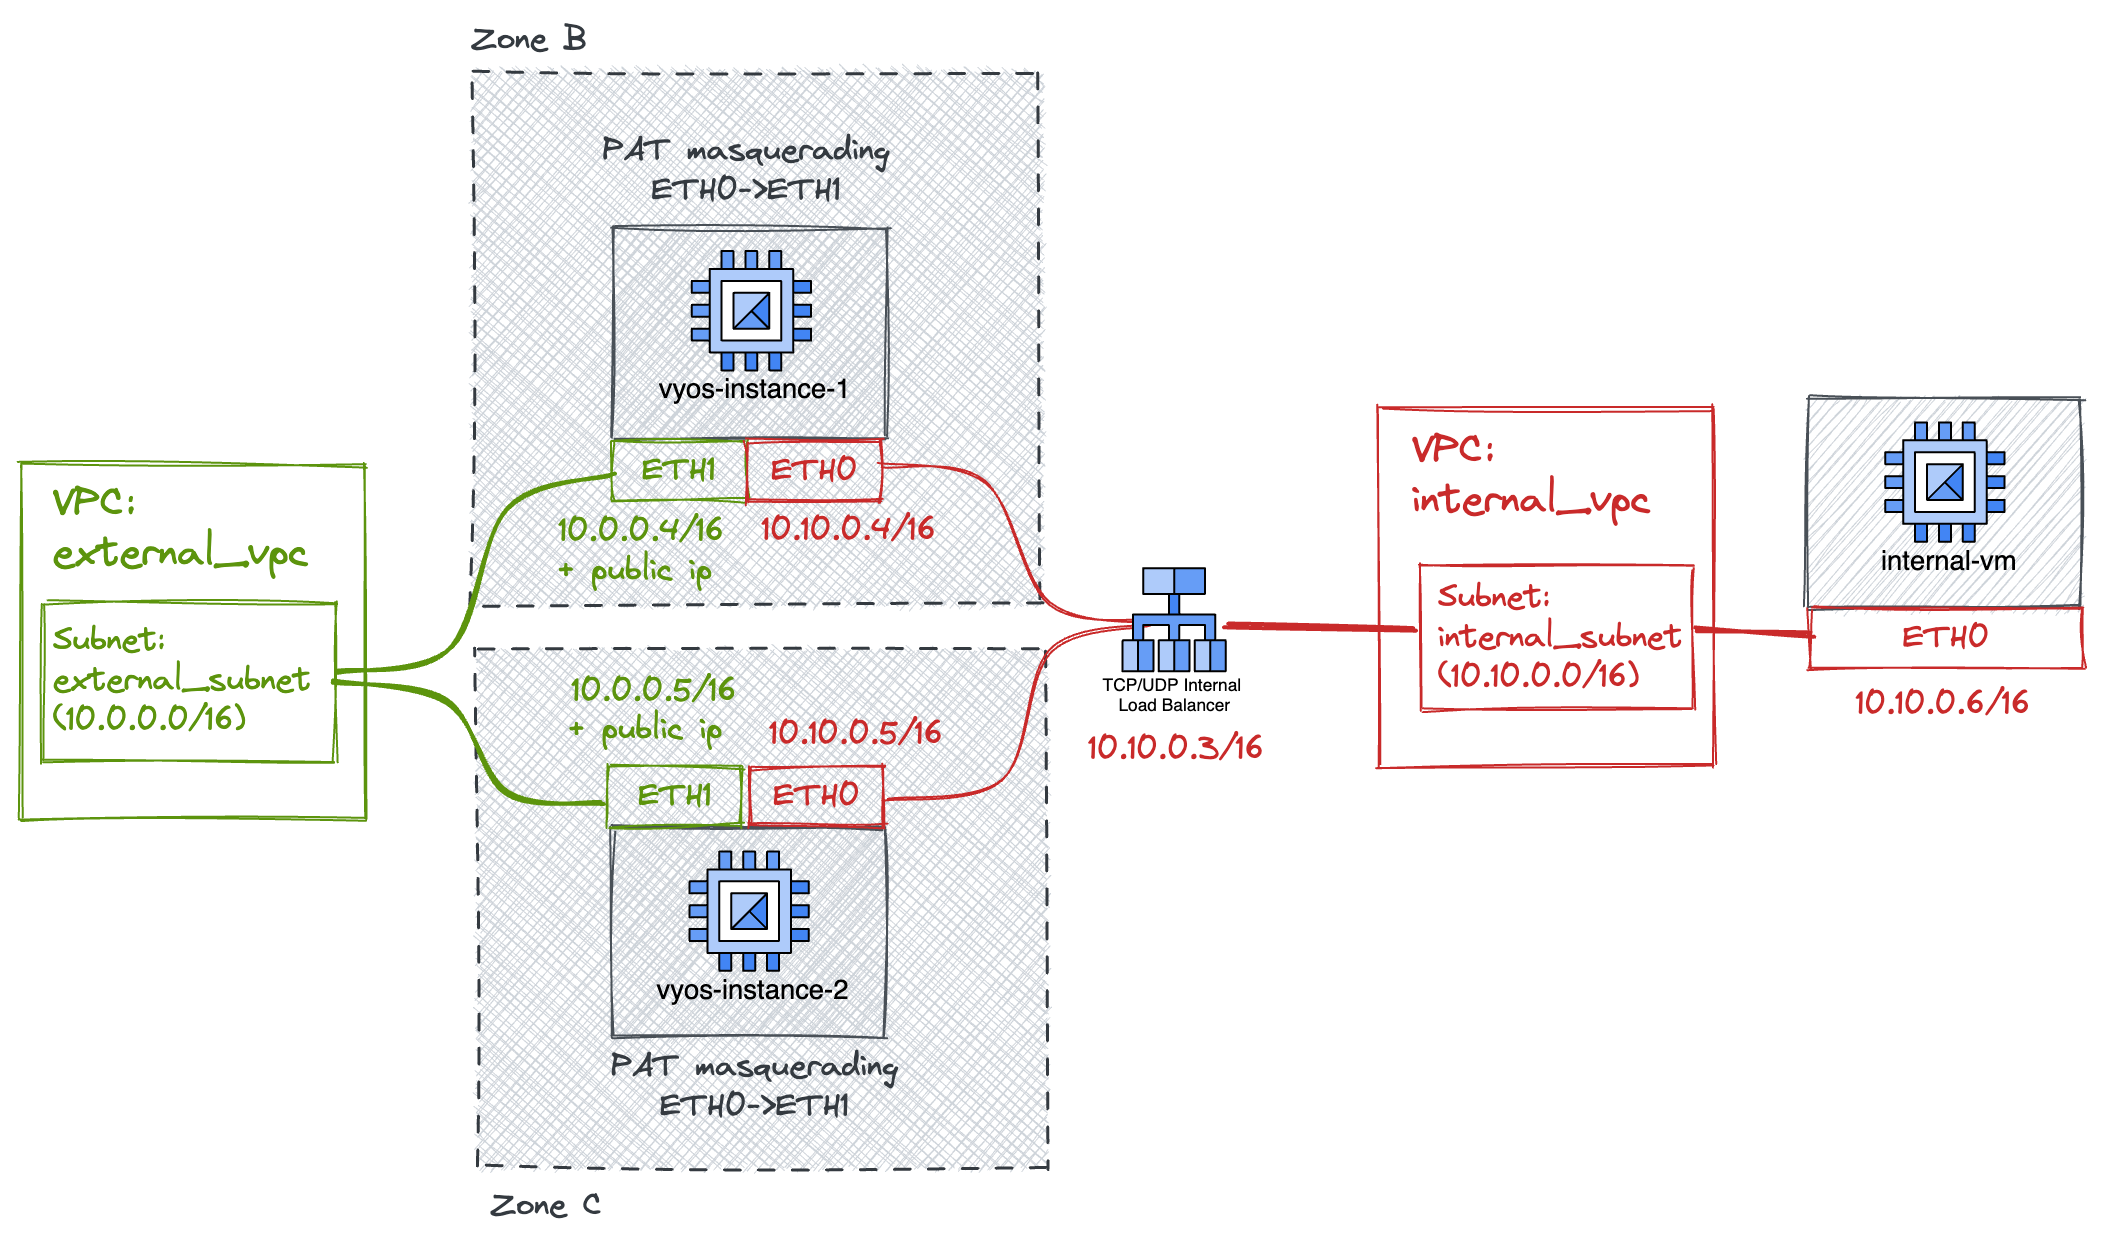 Zone B
PAT masquerading
ETH0->ETH1
vyos-instance-1
ETH1
ETH0
10.0.0.4/16
+ public ip
10.10.0.4/16
VPC:
external_vpc
Subnet:
external_subnet
(10.0.0.0/16)
10.0.0.5/16
+ public ip
10.10.0.5/16
ETH1
ETH0
vyos-instance-2
PAT masquerading
ETH0->ETH1
Zone C
TCP/UDP Internal
Load Balancer
10.10.0.3/16
VPC:
internal_vpc
Subnet:
internal_subnet
(10.10.0.0/16)
internal-vm
ETH0
10.10.0.6/16